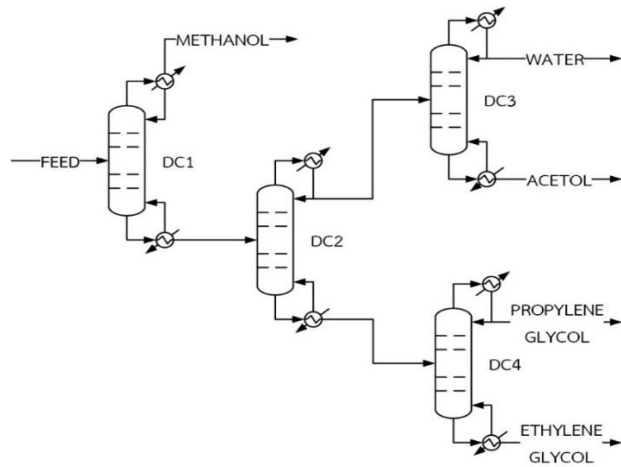 METHANOL
FEED
DC1
DC2
WATER
DC3
ACETOL
PROPYLENE
GLYCOL
DC4
ETHYLENE
GLYCOL